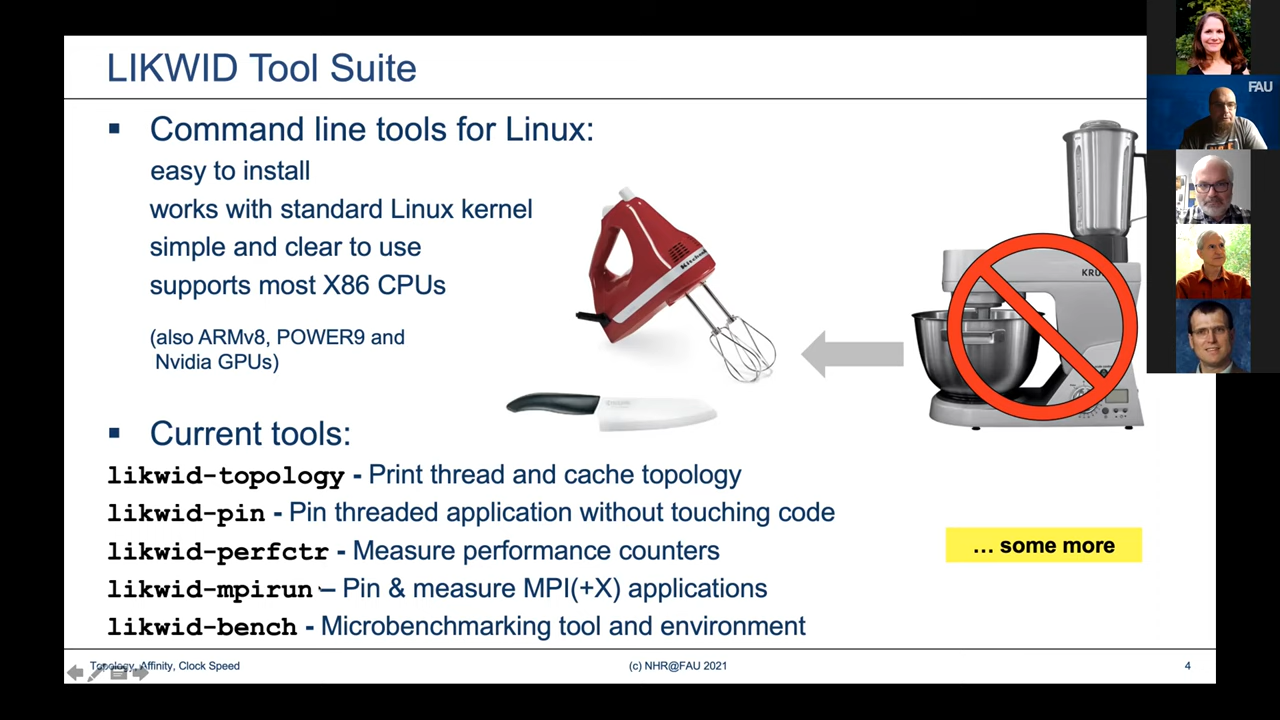 LIKWID Tool Suite
FAU
▪ Command line tools for Linux:
easy to install
works with standard Linux kernel
simple and clear to use
supports most X86 CPUs
(also ARMv8, POWER9 and
Nvidia GPUs)
▪ Current tools:
likwid-topology - Print thread and cache topology
likwid-pin - Pin threaded application without touching code
likwid-perfctr - Measure performance counters
likwid-mpirun – Pin & measure MPI(+X) applications
likwid-bench - Microbenchmarking tool and environment
... some more
Topology, Affinity, Clock Speed
(c) NHR@FAU 2021
4